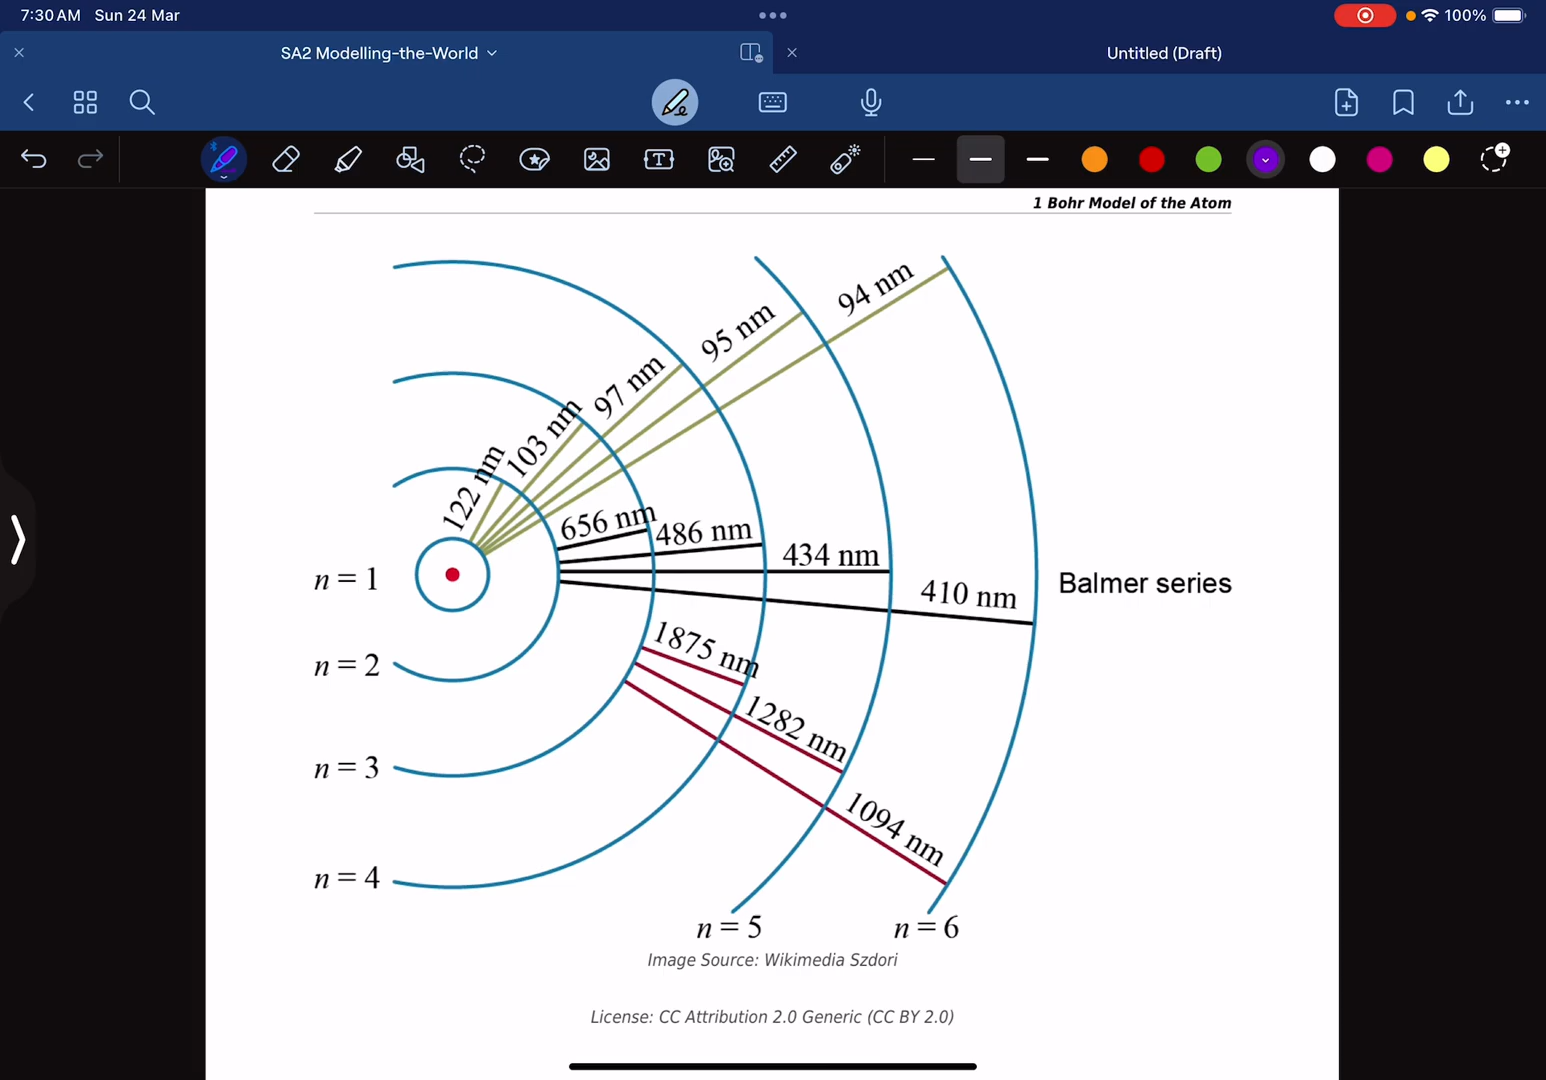 7:30 AM Sun 24 Mar
100%
SA2 Modelling-the-World
Untitled (Draft)
T
1 Bohr Model of the Atom
94 nm
95 nm
97 nm
103 nm
122 nm
656 nm
486 nm
434 nm
410 nm
Balmer series
n = 1
1875 nm
n = 2
1282 nm
n = 3
1094 nm
n = 4
n = 5
n = 6
Image Source: Wikimedia Szdori
License: CC Attribution 2.0 Generic (CC BY 2.0)